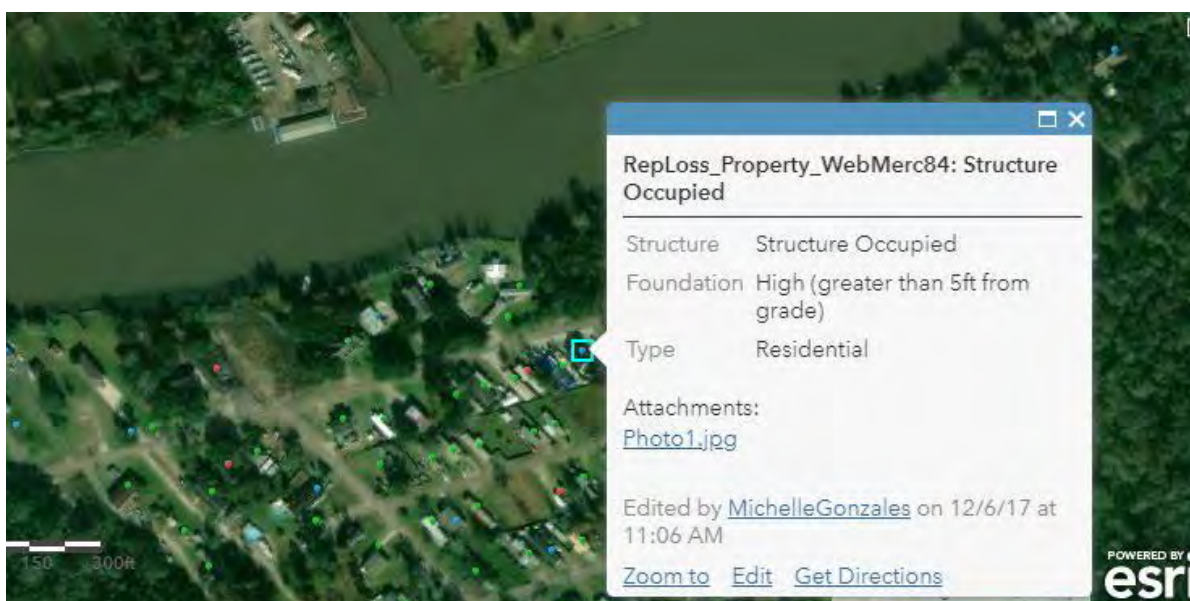 RepLoss_Property_WebMerc84: Structure
Occupied
Structure Structure Occupied
Foundation High (greater than 5ft from
grade)
Type Residential
Attachments:
Photo1.jpg
Edited by MichelleGonzales on 12/6/17 at
11:06 AM
Zoom to Edit Get Directions
150 300ft
POWERED BY
esri